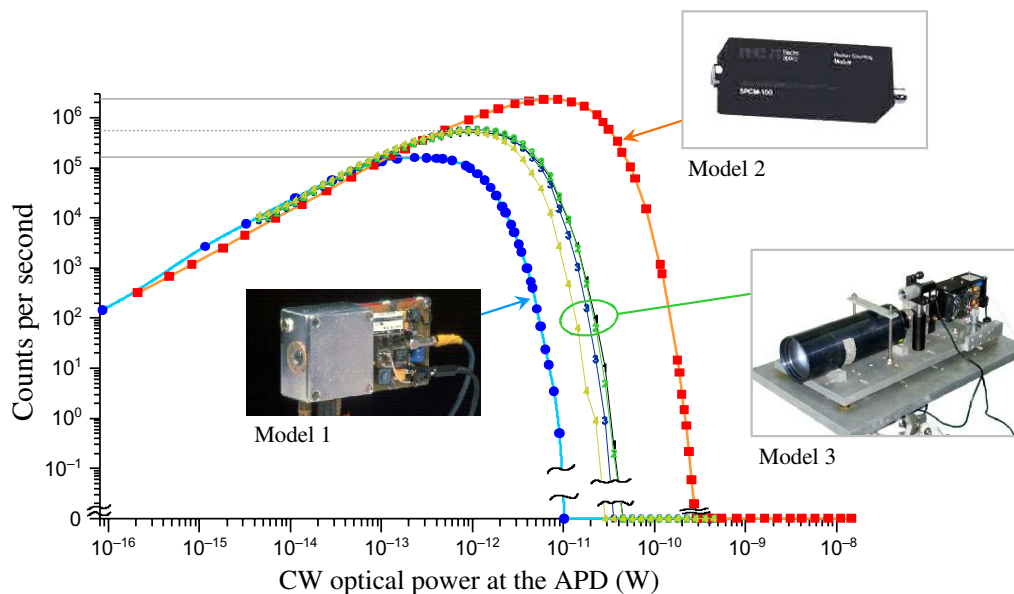 Counts per second
10⁶
10⁵
10⁴
10³
10²
10¹
10⁰
10⁻¹
0
10⁻¹⁶ 10⁻¹⁵ 10⁻¹⁴ 10⁻¹³ 10⁻¹² 10⁻¹¹ 10⁻¹⁰ 10⁻⁹ 10⁻⁸
CW optical power at the APD (W)
Model 1
SPCM-100
Model 2
Model 3